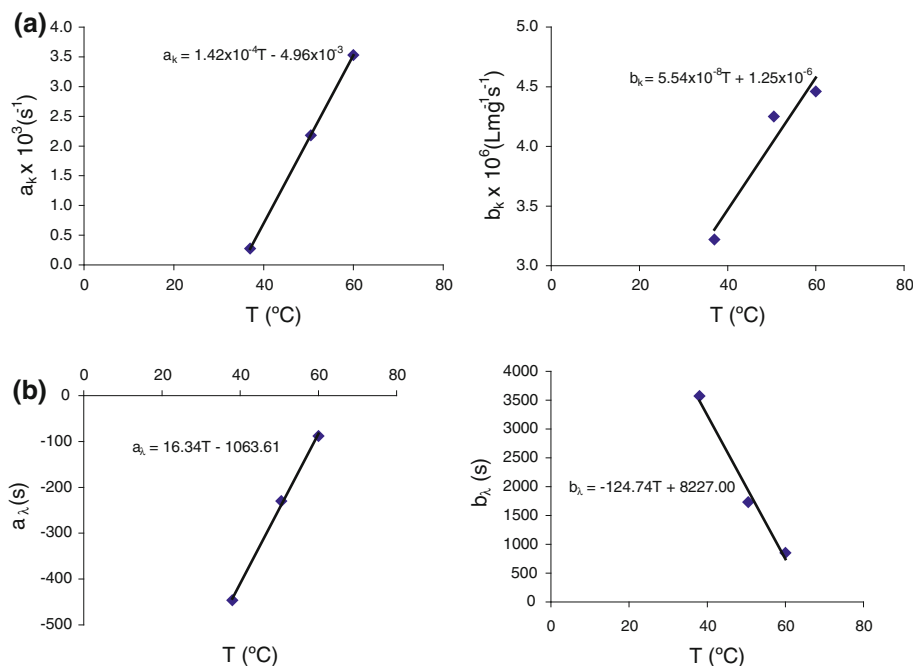 (a)
4.0
3.5
3.0
2.5
2.0
1.5
1.0
0.5
0.0
a_k x 10^3(s^-1)
a_k = 1.42x10^-4T - 4.96x10^-3
0 20 40 60 80
T (ºC)
5.0
4.5
4.0
3.5
3.0
b_k x 10^6(Lmg^-1s^-1)
b_k = 5.54x10^-8T + 1.25x10^-6
0 20 40 60 80
T (ºC)
(b)
0 20 40 60 80
0
-100
-200
-300
-400
-500
a_λ(s)
a_λ = 16.34T - 1063.61
T (ºC)
4000
3500
3000
2500
2000
1500
1000
500
0
b_λ (s)
b_λ = -124.74T + 8227.00
0 20 40 60 80
T (ºC)